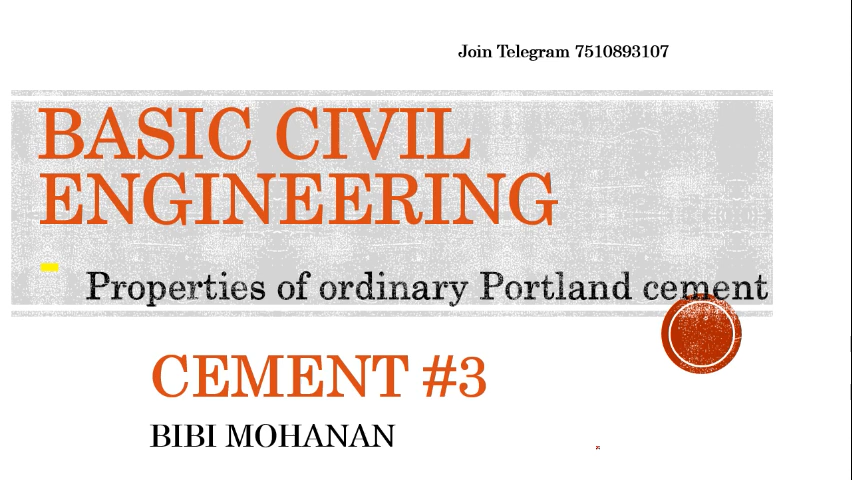 Join Telegram 7510893107
BASIC CIVIL
ENGINEERING
Properties of ordinary Portland cement
CEMENT #3
BIBI MOHANAN